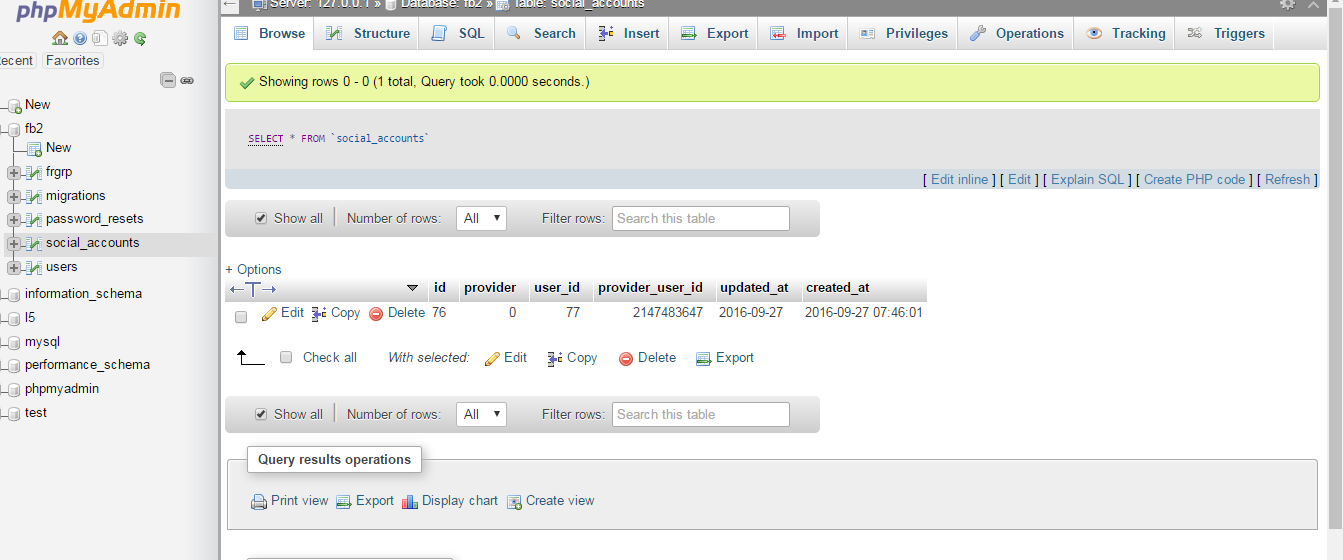 phpMyAdmin
Server: 127.0.0.1 » Database: fb2 » Table: social_accounts
Browse Structure SQL Search Insert Export Import Privileges Operations Tracking Triggers
ecent Favorites
New
fb2
New
frgrp
migrations
password_resets
social_accounts
users
information_schema
l5
mysql
performance_schema
phpmyadmin
test
Showing rows 0 - 0 (1 total, Query took 0.0000 seconds.)
SELECT * FROM `social_accounts`
[ Edit inline ] [ Edit ] [ Explain SQL ] [ Create PHP code ] [ Refresh ]
Show all Number of rows: All Filter rows: Search this table
+ Options
←T→ id provider user_id provider_user_id updated_at created_at
Edit Copy Delete 76 0 77 2147483647 2016-09-27 2016-09-27 07:46:01
Check all With selected: Edit Copy Delete Export
Show all Number of rows: All Filter rows: Search this table
Query results operations
Print view Export Display chart Create view